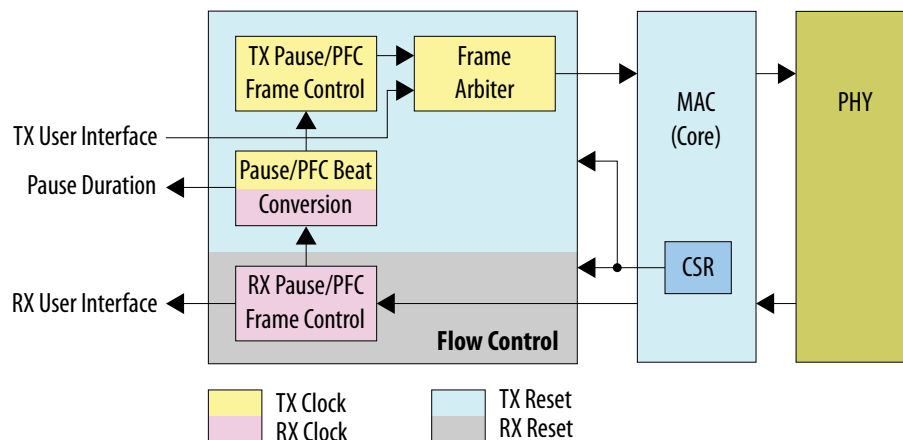 TX Pause/PFC
Frame Control
Frame
Arbiter
MAC
(Core)
PHY
TX User Interface
Pause/PFC Beat
Conversion
Pause Duration
CSR
RX User Interface
RX Pause/PFC
Frame Control
Flow Control
TX Clock
RX Clock
TX Reset
RX Reset